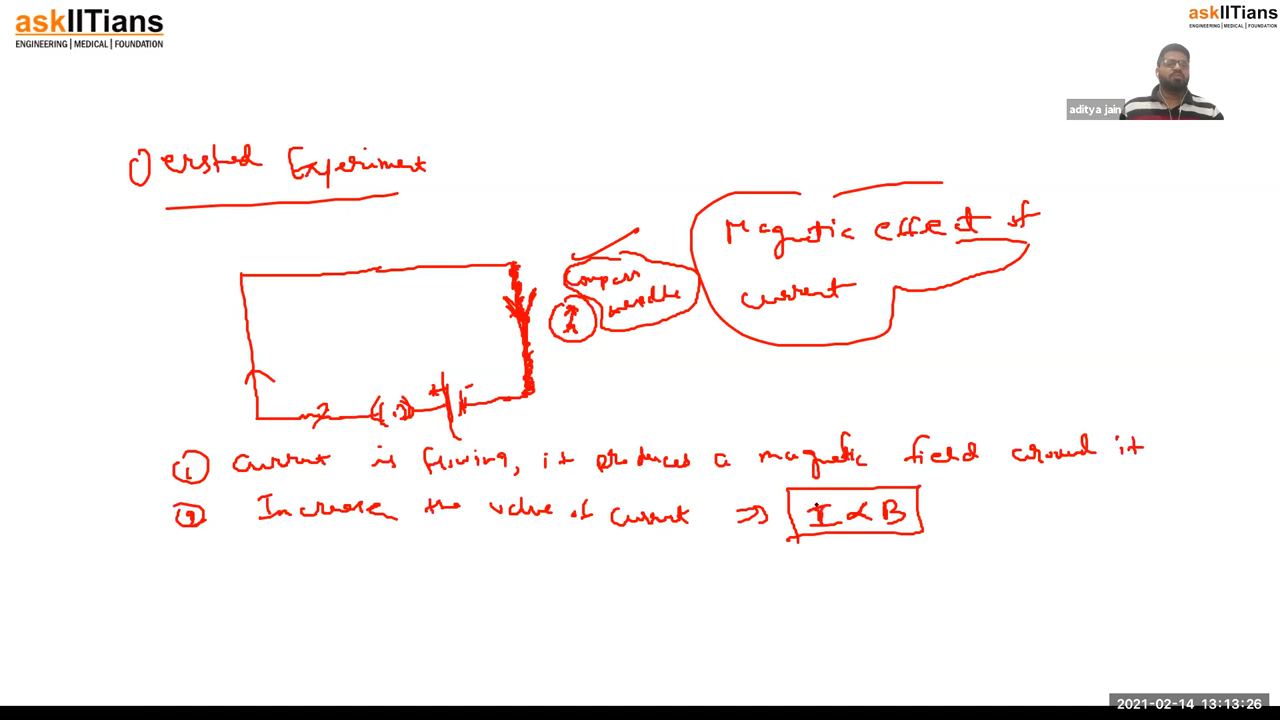 askIITians
ENGINEERING | MEDICAL | FOUNDATION
askIITians
ENGINEERING | MEDICAL | FOUNDATION
aditya jain
Oersted Experiment
Magnetic effect of
current
Compass
needle
+ -
(1) Current is flowing, it produces a magnetic field around it
(2) Increase the value of current ⇒ I ∝ B
2021-02-14 13:13:26